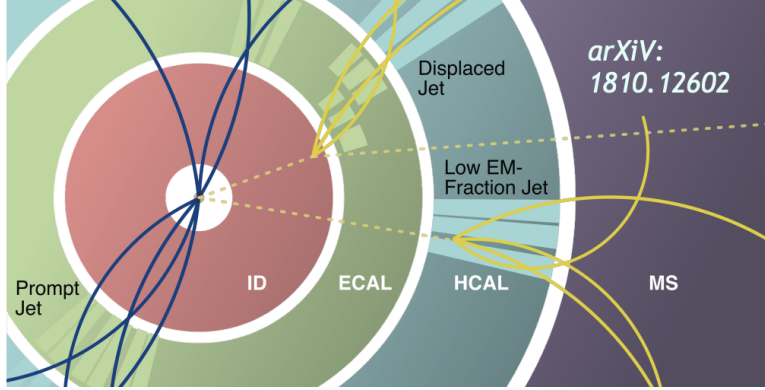 arXiV:
1810.12602
Displaced
Jet
Low EM-
Fraction Jet
Prompt
Jet
ID
ECAL
HCAL
MS